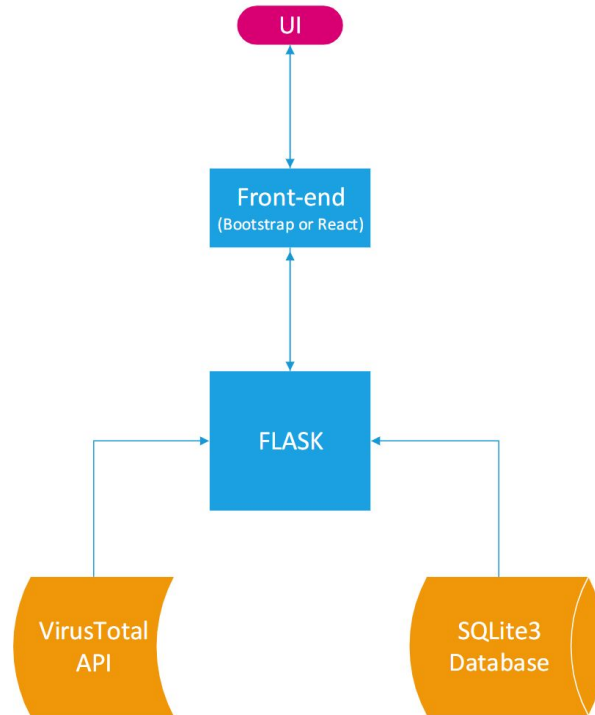 UI
Front-end
(Bootstrap or React)
FLASK
VirusTotal
API
SQLite3
Database